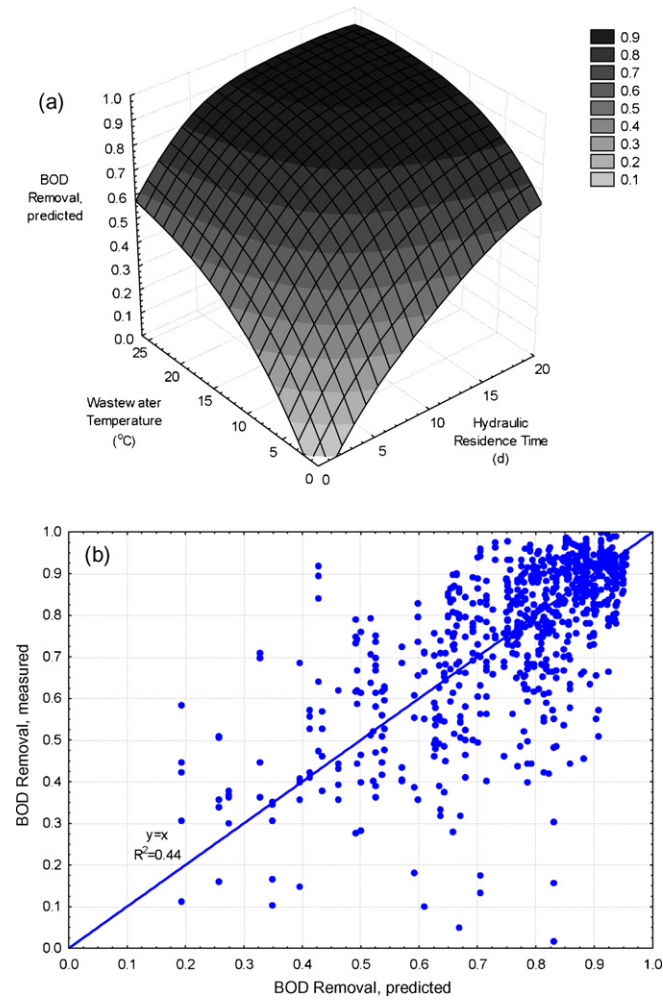 (a)
BOD
Removal,
predicted
1.0
0.9
0.8
0.7
0.6
0.5
0.4
0.3
0.2
0.1
0.0
25
20
15
10
5
0
Wastewater
Temperature
(°C)
0
5
10
15
20
Hydraulic
Residence Time
(d)
0.9
0.8
0.7
0.6
0.5
0.4
0.3
0.2
0.1
(b)
BOD Removal, measured
1.0
0.9
0.8
0.7
0.6
0.5
0.4
0.3
0.2
0.1
0.0
y=x
R²=0.44
0.0 0.1 0.2 0.3 0.4 0.5 0.6 0.7 0.8 0.9 1.0
BOD Removal, predicted